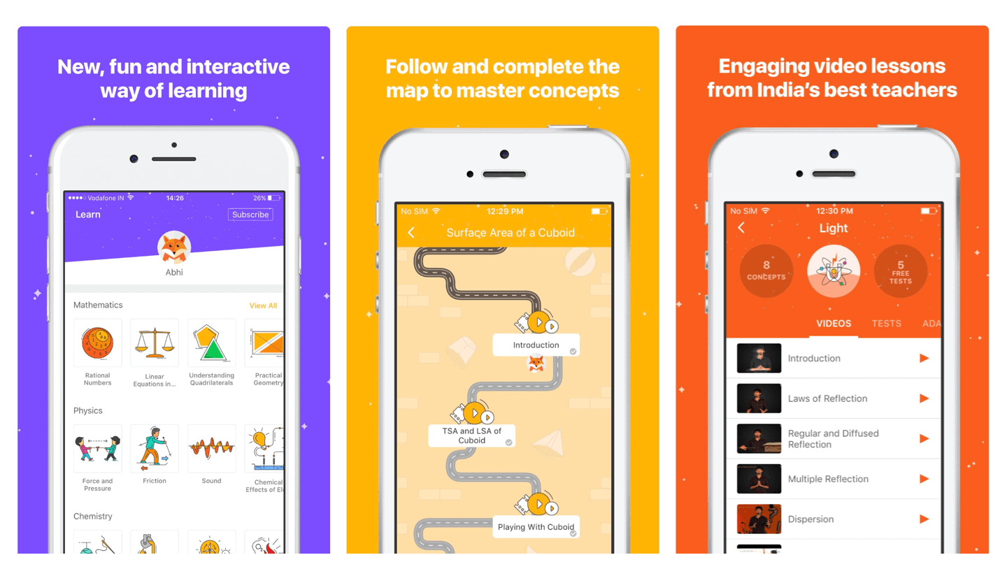 New, fun and interactive
way of learning
Vodafone IN
14:26
26%
Learn
Subscribe
Abhi
Mathematics
View All
Rational
Numbers
Linear
Equations in...
Understanding
Quadrilaterals
Practical
Geometry
Physics
Force and
Pressure
Friction
Sound
Chemical
Effects of El
Chemistry
Follow and complete the
map to master concepts
No SIM
12:29 PM
Surface Area of a Cuboid
Introduction
TSA and LSA of
Cuboid
Playing With Cuboid
Engaging video lessons
from India's best teachers
No SIM
12:30 PM
Light
8
CONCEPTS
5
FREE
TESTS
VIDEOS
TESTS
ADA
Introduction
Laws of Reflection
Regular and Diffused
Reflection
Multiple Reflection
Dispersion